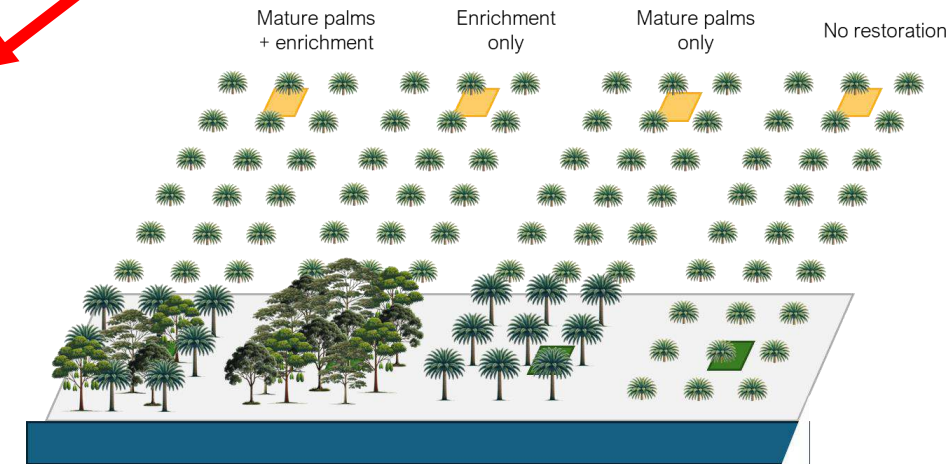 Mature palms
+ enrichment
Enrichment
only
Mature palms
only
No restoration